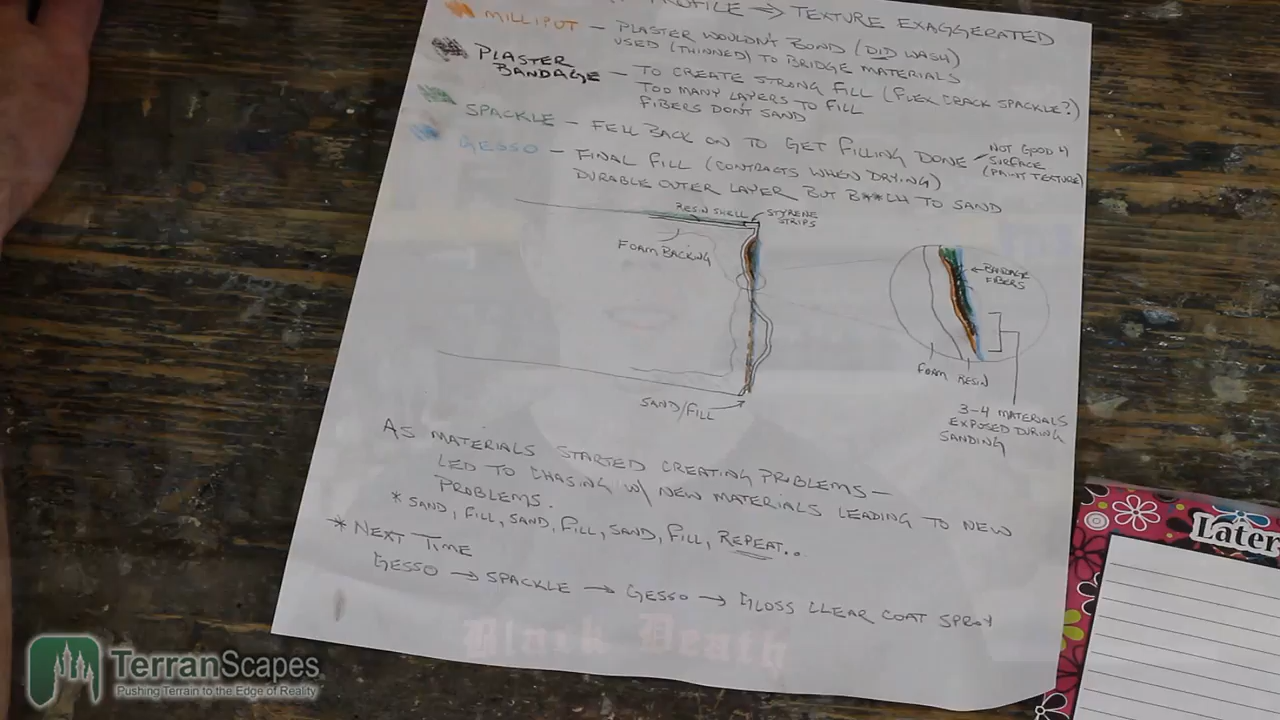 PROFILE → TEXTURE EXAGGERATED
MILLIPUT – PLASTER WOULDN'T BOND (DID WASH)
USED (THINNED) TO BRIDGE MATERIALS
PLASTER BANDAGE – TO CREATE STRONG FILL (FLEX CRACK SPACKLE?)
TOO MANY LAYERS TO FILL
FIBERS DON'T SAND
SPACKLE – FELL BACK ON TO GET FILLING DONE
NOT GOOD 4
SURFACE
(PAINT TEXTURE)
GESSO – FINAL FILL (CONTRACTS WHEN DRYING)
DURABLE OUTER LAYER BUT B**CH TO SAND
RESIN SHELL
STYRENE
STRIPS
FOAM BACKING
BANDAGE
FIBERS
FOAM RESIN
SAND/FILL
3-4 MATERIALS
EXPOSED DURING
SANDING
AS MATERIALS STARTED CREATING PROBLEMS –
LED TO CHASING W/ NEW MATERIALS LEADING TO NEW
PROBLEMS.
* SAND, FILL, SAND, FILL, SAND, FILL, REPEAT..
* NEXT TIME
GESSO → SPACKLE → GESSO → GLOSS CLEAR COAT SPRAY
Black Death
Later
TerranScapes
Pushing Terrain to the Edge of Reality